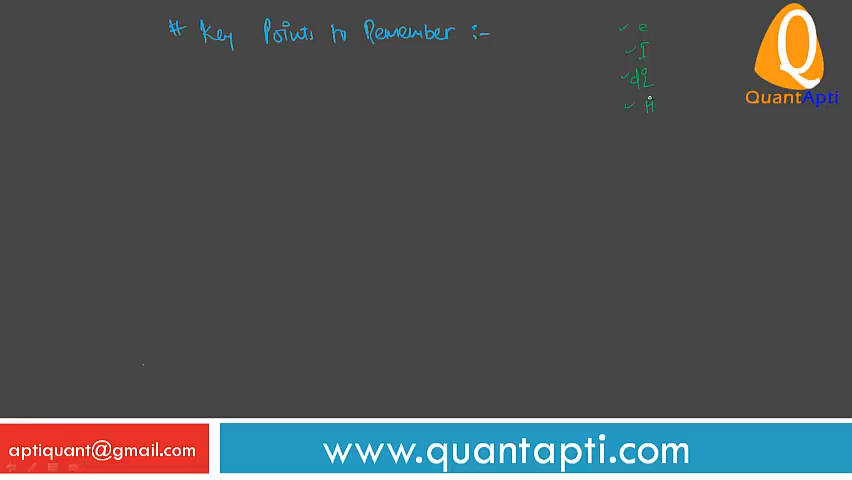 # Key Points to Remember :-
✓ e
✓ I
Q
QuantApti
aptiquant@gmail.com
www.quantapti.com